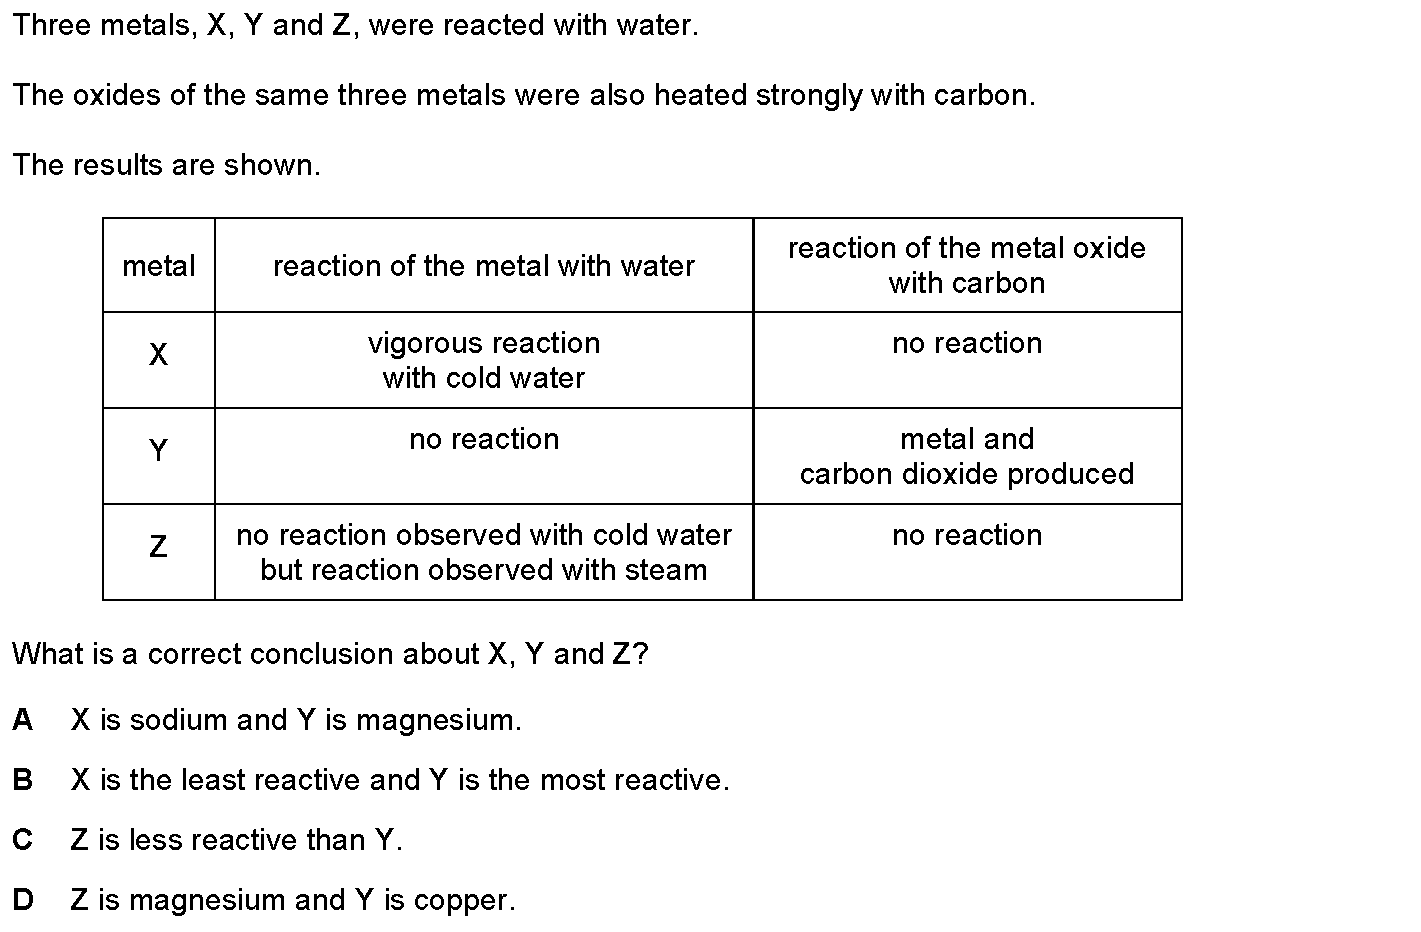 Three metals, X, Y and Z, were reacted with water.
The oxides of the same three metals were also heated strongly with carbon.
The results are shown.
metal
reaction of the metal with water
reaction of the metal oxide
with carbon
X
vigorous reaction
with cold water
no reaction
Y
no reaction
metal and
carbon dioxide produced
Z
no reaction observed with cold water
but reaction observed with steam
no reaction
What is a correct conclusion about X, Y and Z?
A X is sodium and Y is magnesium.
B X is the least reactive and Y is the most reactive.
C Z is less reactive than Y.
D Z is magnesium and Y is copper.